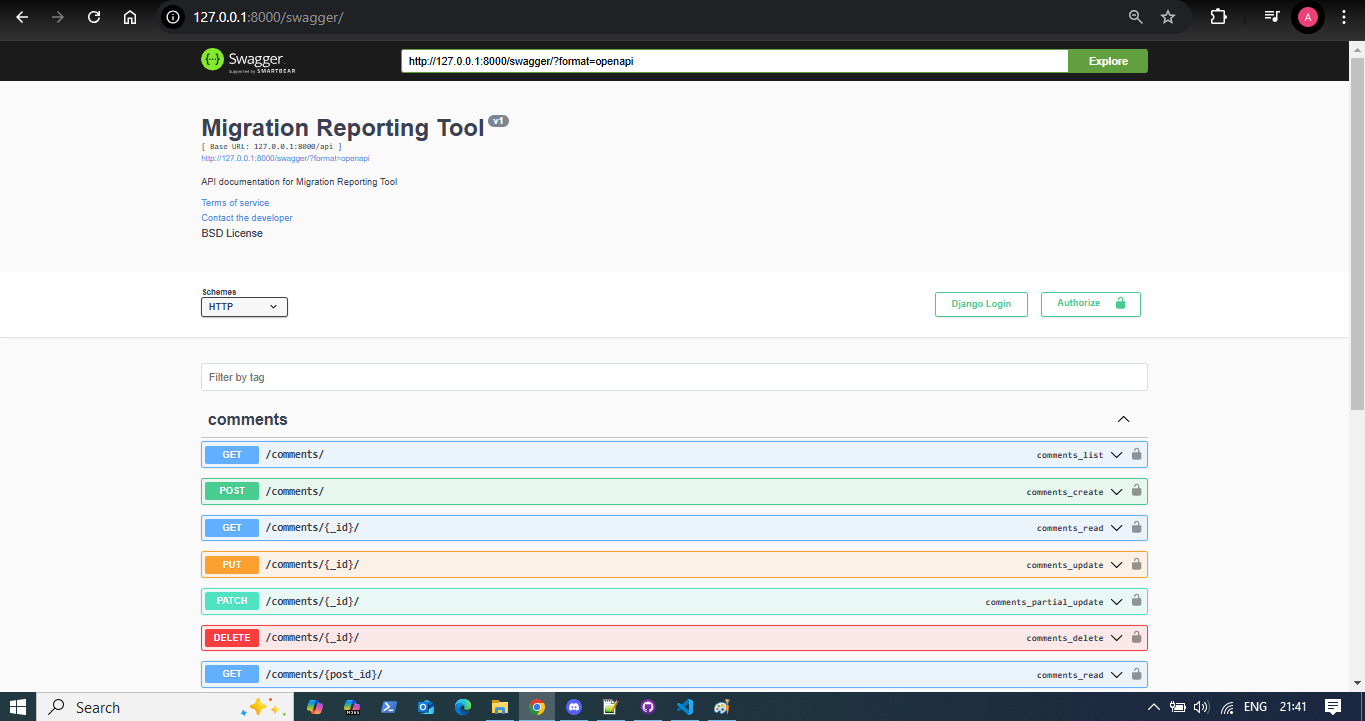 127.0.0.1:8000/swagger/
A
Swagger
Supported by SMARTBEAR
http://127.0.0.1:8000/swagger/?format=openapi
Explore
Migration Reporting Tool v1
[ Base URL: 127.0.0.1:8000/api ]
http://127.0.0.1:8000/swagger/?format=openapi
API documentation for Migration Reporting Tool
Terms of service
Contact the developer
BSD License
Schemes
HTTP
Django Login
Authorize
Filter by tag
comments
GET /comments/ comments_list
POST /comments/ comments_create
GET /comments/{_id}/ comments_read
PUT /comments/{_id}/ comments_update
PATCH /comments/{_id}/ comments_partial_update
DELETE /comments/{_id}/ comments_delete
GET /comments/{post_id}/ comments_read
Search
M365
ENG
21:41